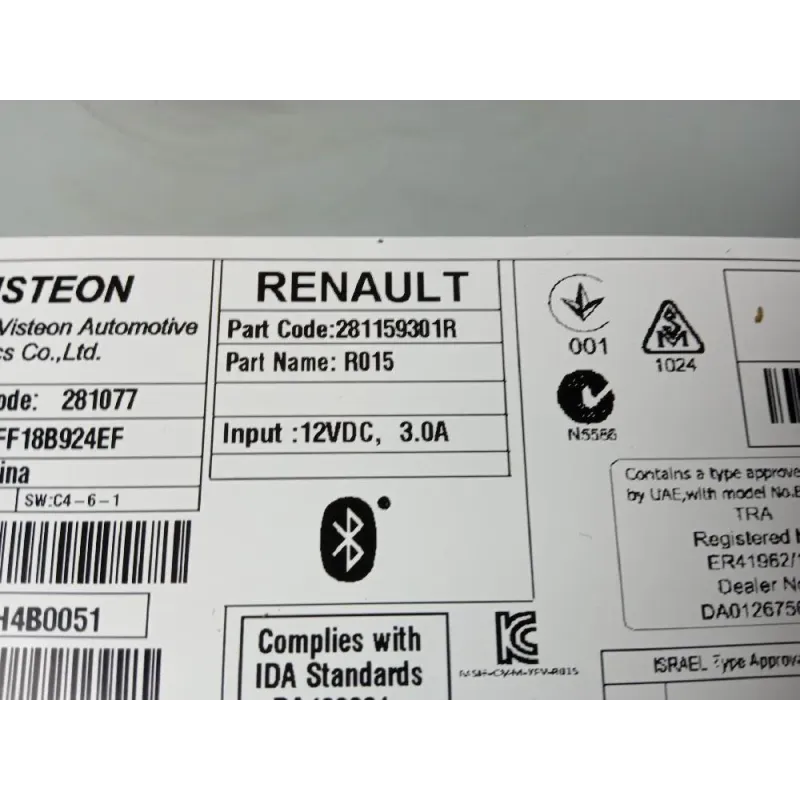 ISTEON
Visteon Automotive
cs Co.,Ltd.
ode: 281077
FF18B924EF
ina
SW:C4-6-1
H4B0051
RENAULT
Part Code:281159301R
Part Name: R015
Input :12VDC, 3.0A
Complies with
IDA Standards
001
1024
N5586
Contains a type approve
by UAE,with model No.E
TRA
Registered
ER41962/1
Dealer No
DA0126750
ISRAEL Type Approva